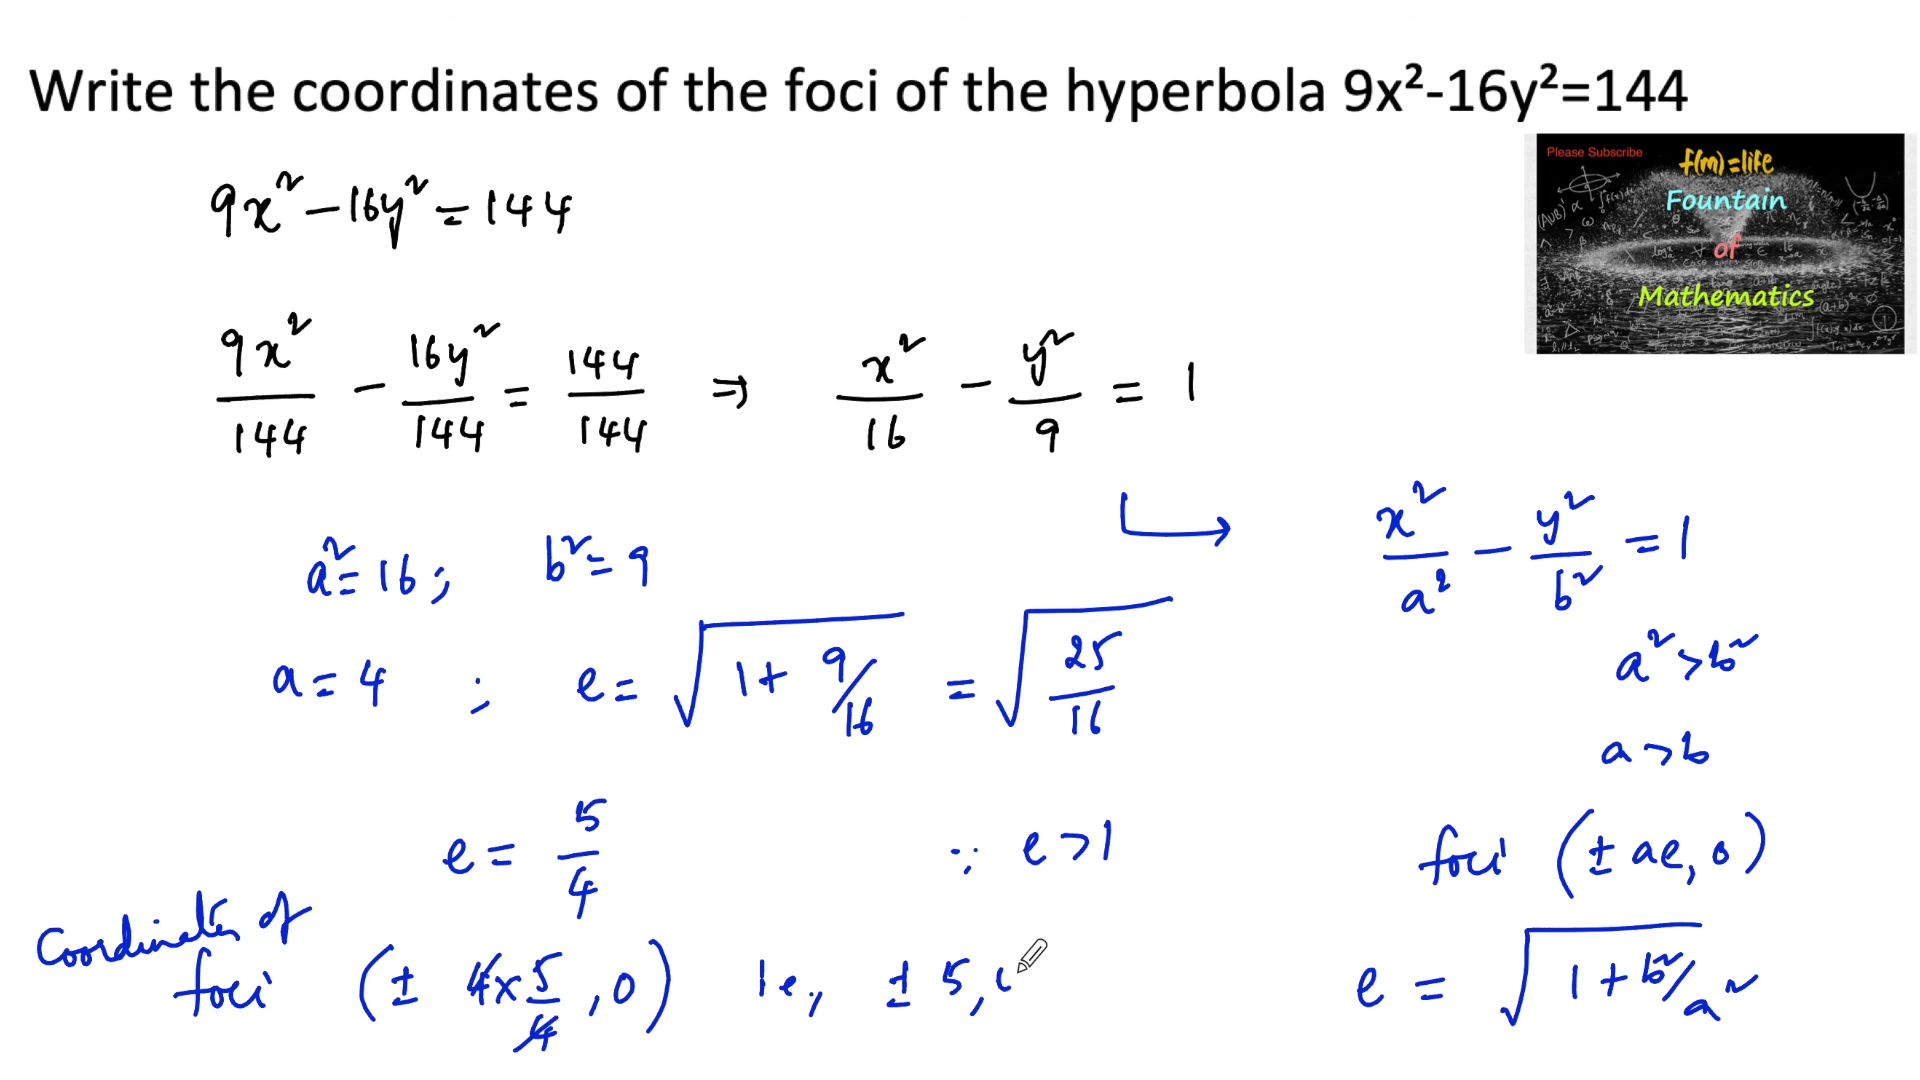 Write the coordinates of the foci of the hyperbola 9x²-16y²=144
Please Subscribe
f(m)=life
Fountain
of
Mathematics
9x² - 16y² = 144
9x²/144 - 16y²/144 = 144/144 ⇒ x²/16 - y²/9 = 1
x²/a² - y²/b² = 1
a² = 16; b² = 9
a² > b²
a = 4 ; e = √(1 + 9/16) = √(25/16)
a > b
e = 5/4 ∵ e > 1
foci (± ae, 0)
Coordinates of
foci (± 4 × 5/4, 0) ie., ± 5, 
e = √(1 + b²/a²)